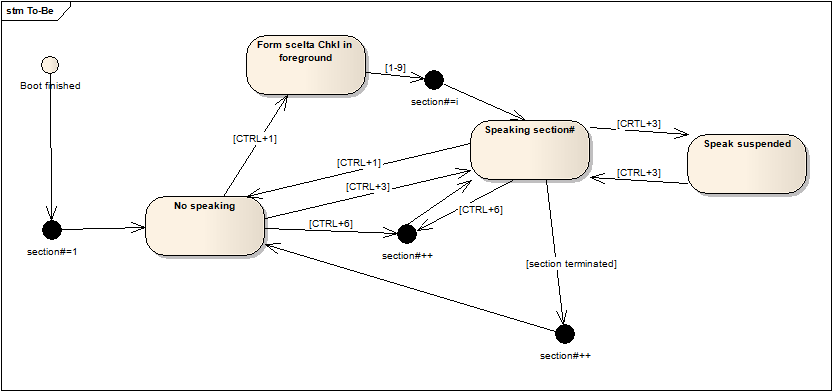 stm To-Be
Form scelta Chkl in
foreground
Boot finished
[1-9]
section#=i
[CTRL+1]
Speaking section#
[CRTL+3]
Speak suspended
[CTRL+1]
[CTRL+3]
[CTRL+3]
No speaking
[CTRL+6]
[CTRL+6]
section#=1
section#++
[section terminated]
section#++